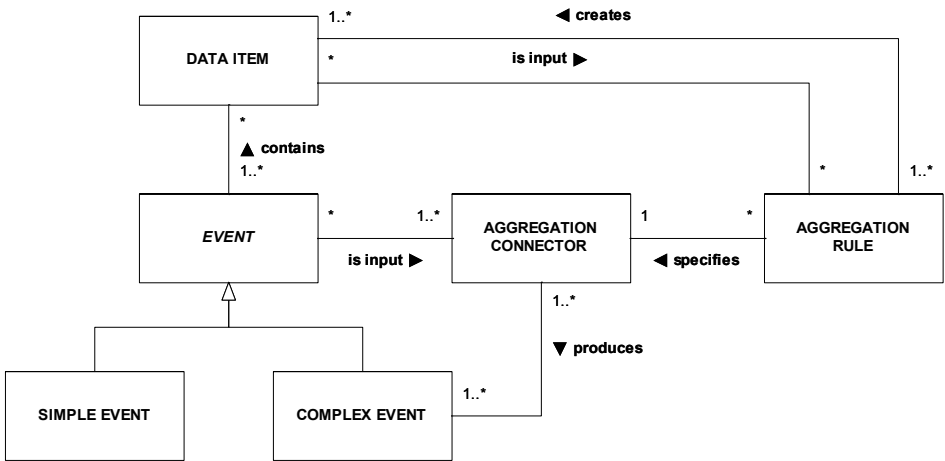 1..*
◄ creates
DATA ITEM
*
is input ►
*
▲ contains
1..*
*
1..*
EVENT
*
1..*
AGGREGATION
CONNECTOR
1
*
AGGREGATION
RULE
is input ►
◄ specifies
1..*
▼ produces
1..*
SIMPLE EVENT
COMPLEX EVENT